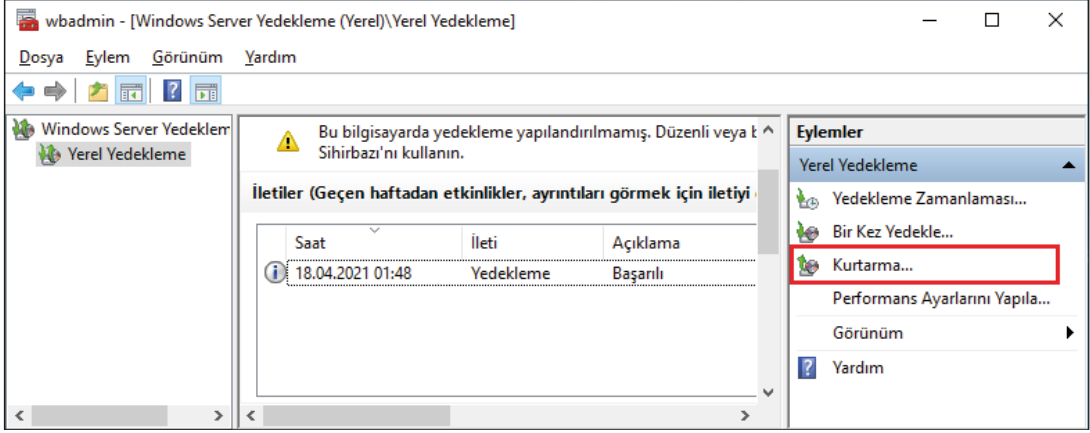 wbadmin - [Windows Server Yedekleme (Yerel)\Yerel Yedekleme]
Dosya Eylem Görünüm Yardım
Windows Server Yedeklem
Yerel Yedekleme
Bu bilgisayarda yedekleme yapılandırılmamış. Düzenli veya b
Sihirbazı'nı kullanın.
İletiler (Geçen haftadan etkinlikler, ayrıntıları görmek için iletiyi
Saat İleti Açıklama
18.04.2021 01:48 Yedekleme Başarılı
Eylemler
Yerel Yedekleme
Yedekleme Zamanlaması...
Bir Kez Yedekle...
Kurtarma...
Performans Ayarlarını Yapıla...
Görünüm
Yardım